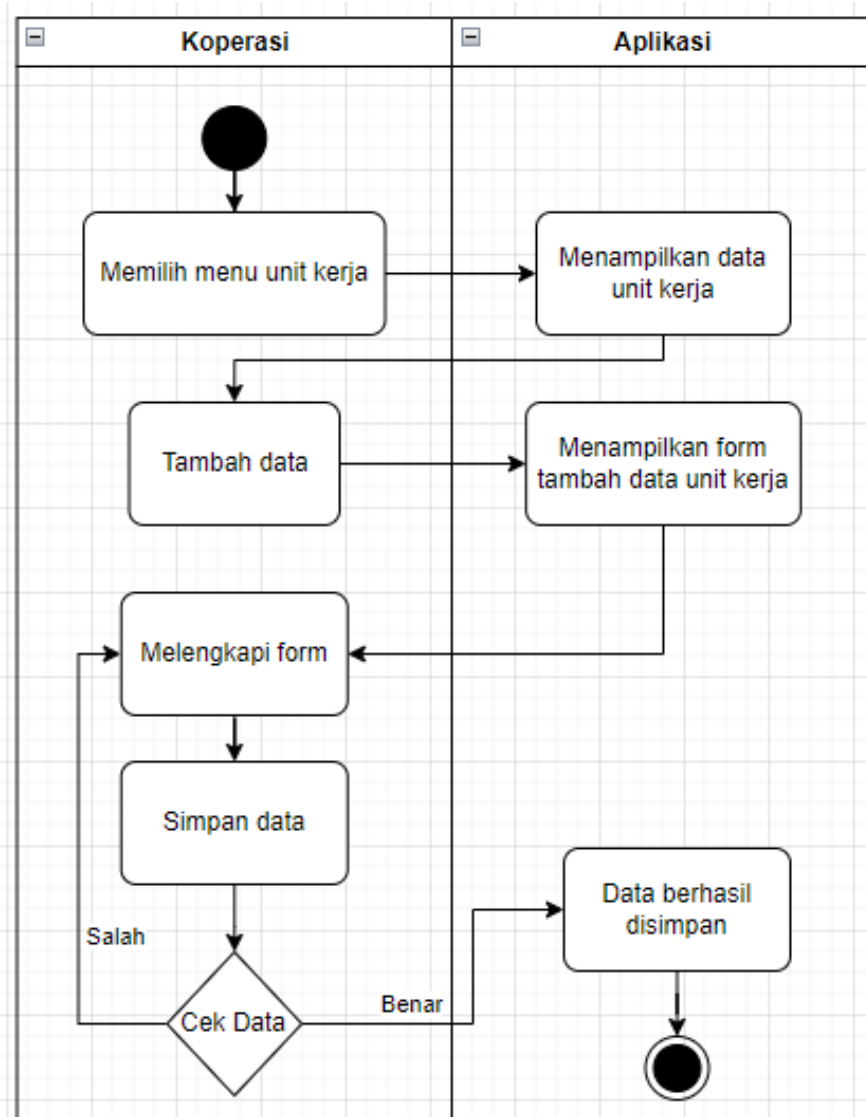 Koperasi
Aplikasi
Memilih menu unit kerja
Menampilkan data
unit kerja
Tambah data
Menampilkan form
tambah data unit kerja
Melengkapi form
Simpan data
Data berhasil
disimpan
Salah
Benar
Cek Data